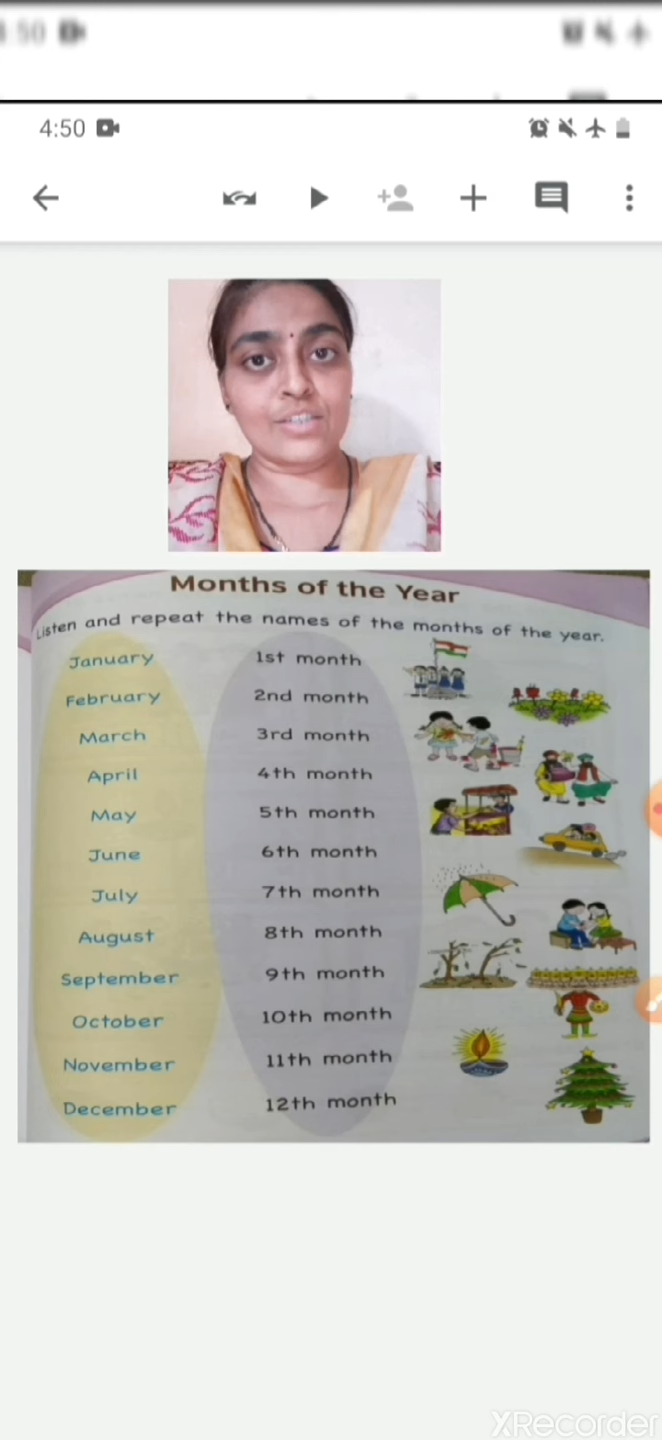 4:50
Months of the Year
Listen and repeat the names of the months of the year.
January 1st month
February 2nd month
March 3rd month
April 4th month
May 5th month
June 6th month
July 7th month
August 8th month
September 9th month
October 10th month
November 11th month
December 12th month
XRecorder